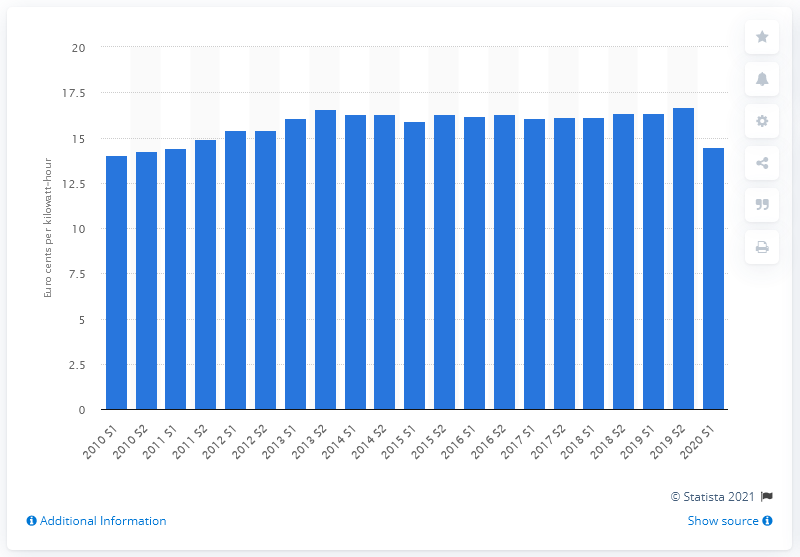 20
17.5
15
12.5
10
7.5
5
2.5
0
Euro cents per kilowatt-hour
2010 S1
2010 S2
2011 S1
2011 S2
2012 S1
2012 S2
2013 S1
2013 S2
2014 S1
2014 S2
2015 S1
2015 S2
2016 S1
2016 S2
2017 S1
2017 S2
2018 S1
2018 S2
2019 S1
2019 S2
2020 S1
© Statista 2021
Additional Information
Show source